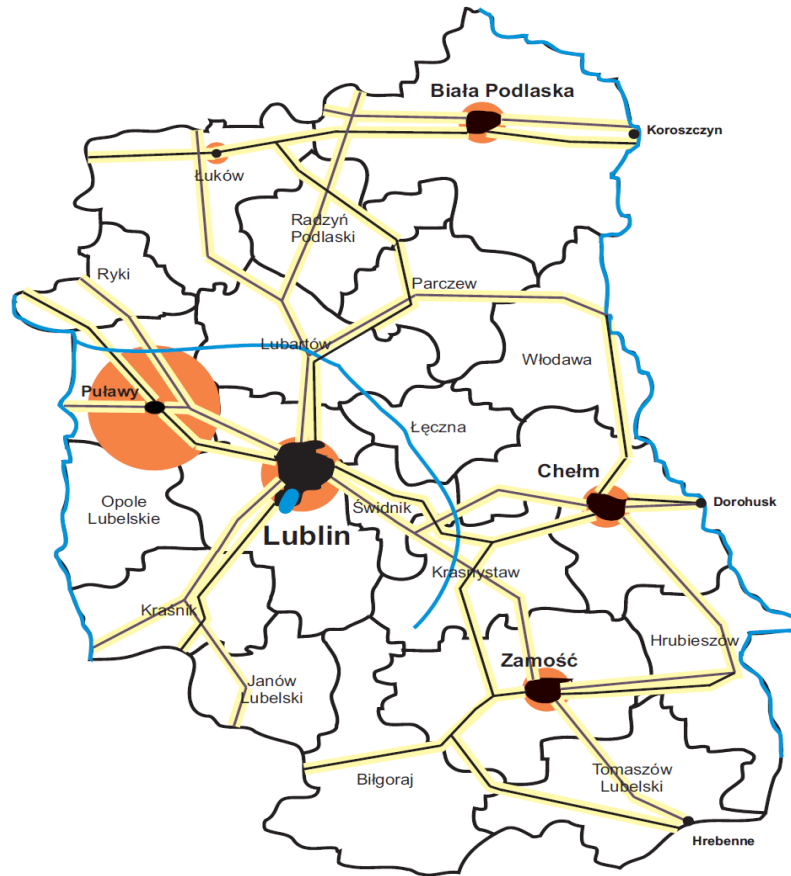 Biała Podlaska
Koroszczyn
Łuków
Radzyń
Podlaski
Ryki
Parczew
Lubartów
Włodawa
Puławy
Łęczna
Chełm
Opole
Lubelskie
Świdnik
Dorohusk
Lublin
Krasnystaw
Kraśnik
Hrubieszów
Zamość
Janów
Lubelski
Biłgoraj
Tomaszów
Lubelski
Hrebenne